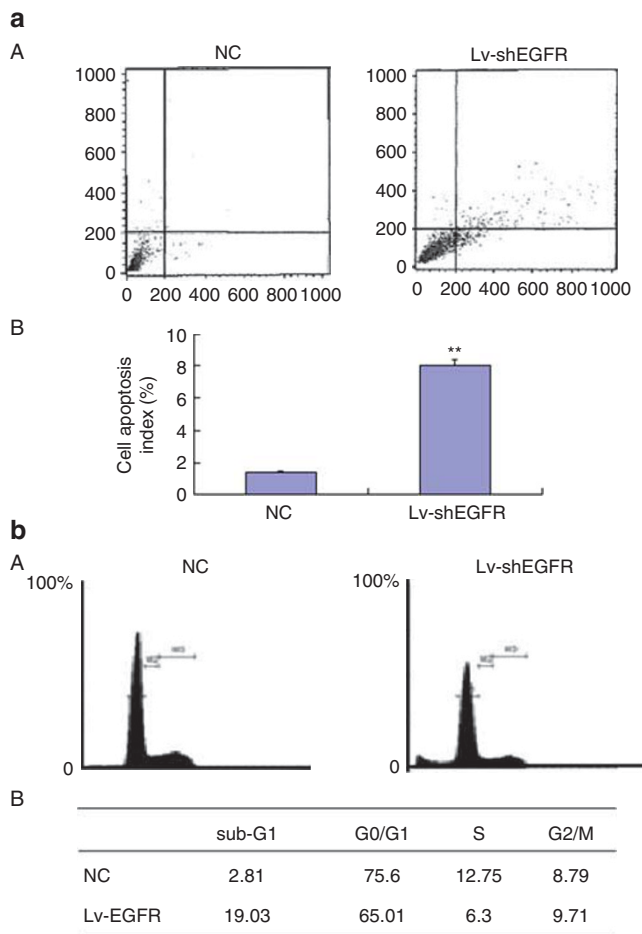 a
A
NC
Lv-shEGFR
1000
800
600
400
200
0
0 200 400 600 800 1000
1000
800
600
400
200
0
0 200 400 600 800 1000
B
Cell apoptosis
index (%)
10
8
6
4
2
0
**
NC
Lv-shEGFR
b
A
NC
Lv-shEGFR
100%
0
100%
0
B
sub-G1 G0/G1 S G2/M
NC 2.81 75.6 12.75 8.79
Lv-EGFR 19.03 65.01 6.3 9.71